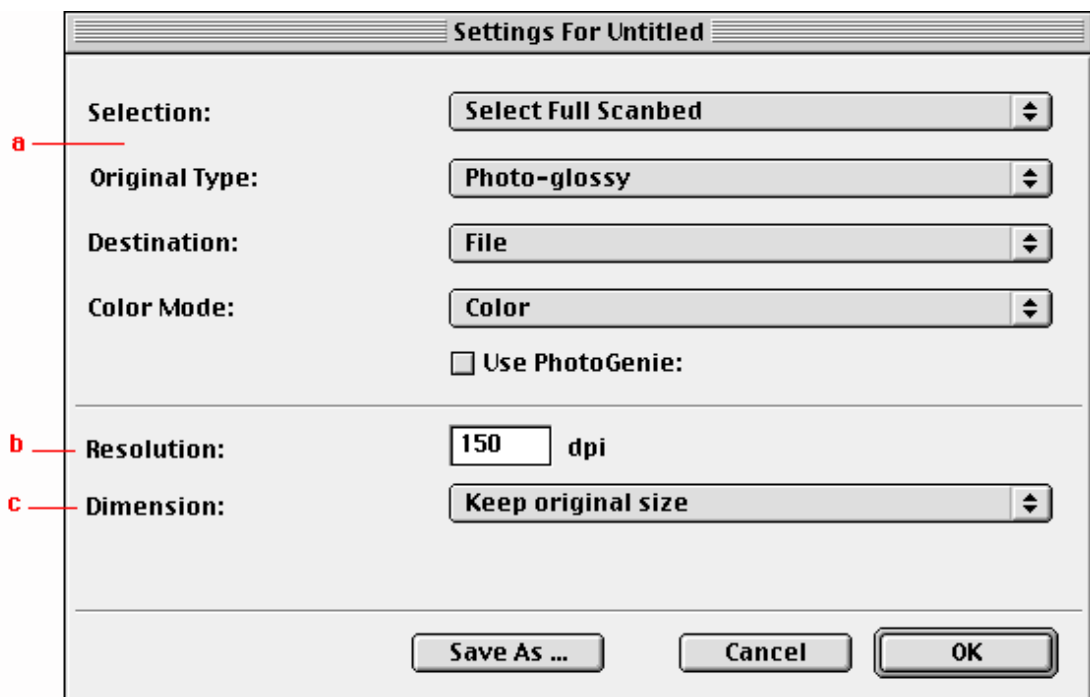 Settings For Untitled
Selection: Select Full Scanbed
a
Original Type: Photo-glossy
Destination: File
Color Mode: Color
Use PhotoGenie:
b Resolution: 150 dpi
c Dimension: Keep original size
Save As ... Cancel OK